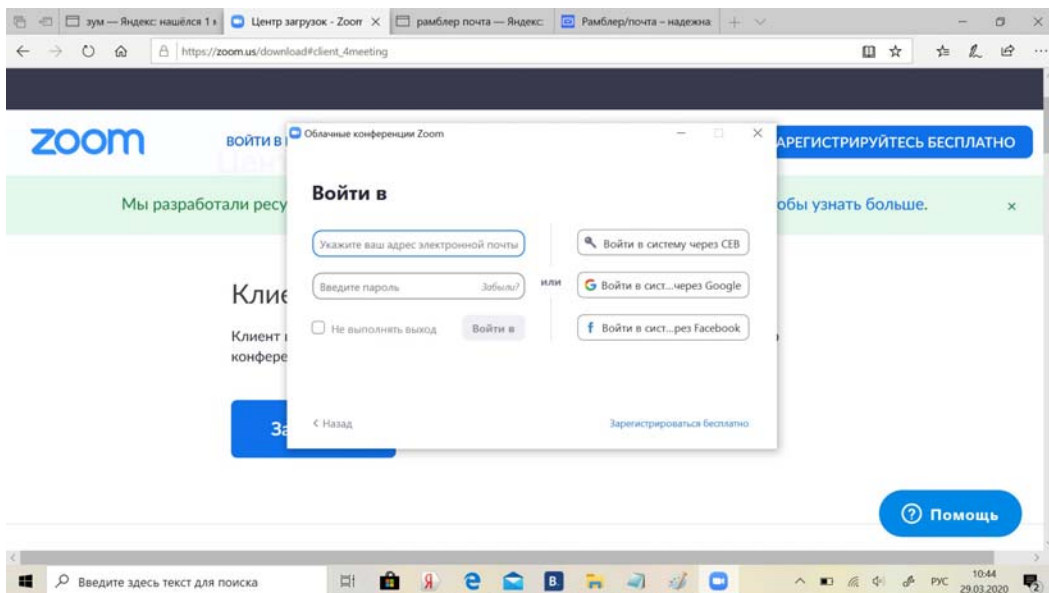 зум — Яндекс: нашёлся 1 м
Центр загрузок - Zoom
рамблер почта — Яндекс:
Рамблер/почта – надежна
https://zoom.us/download#client_4meeting
zoom
ВОЙТИ В
АРЕГИСТРИРУЙТЕСЬ БЕСПЛАТНО
Мы разработали ресу
обы узнать больше.
Облачные конференции Zoom
Войти в
Укажите ваш адрес электронной почты
Введите пароль
Забыли?
Не выполнять выход
Войти в
или
Войти в систему через СЕВ
Войти в сист...через Google
Войти в сист...рез Facebook
< Назад
Зарегистрироваться бесплатно
Клие
Клиент
конфере
За
Помощь
Введите здесь текст для поиска
РУС
10:44
29.03.2020